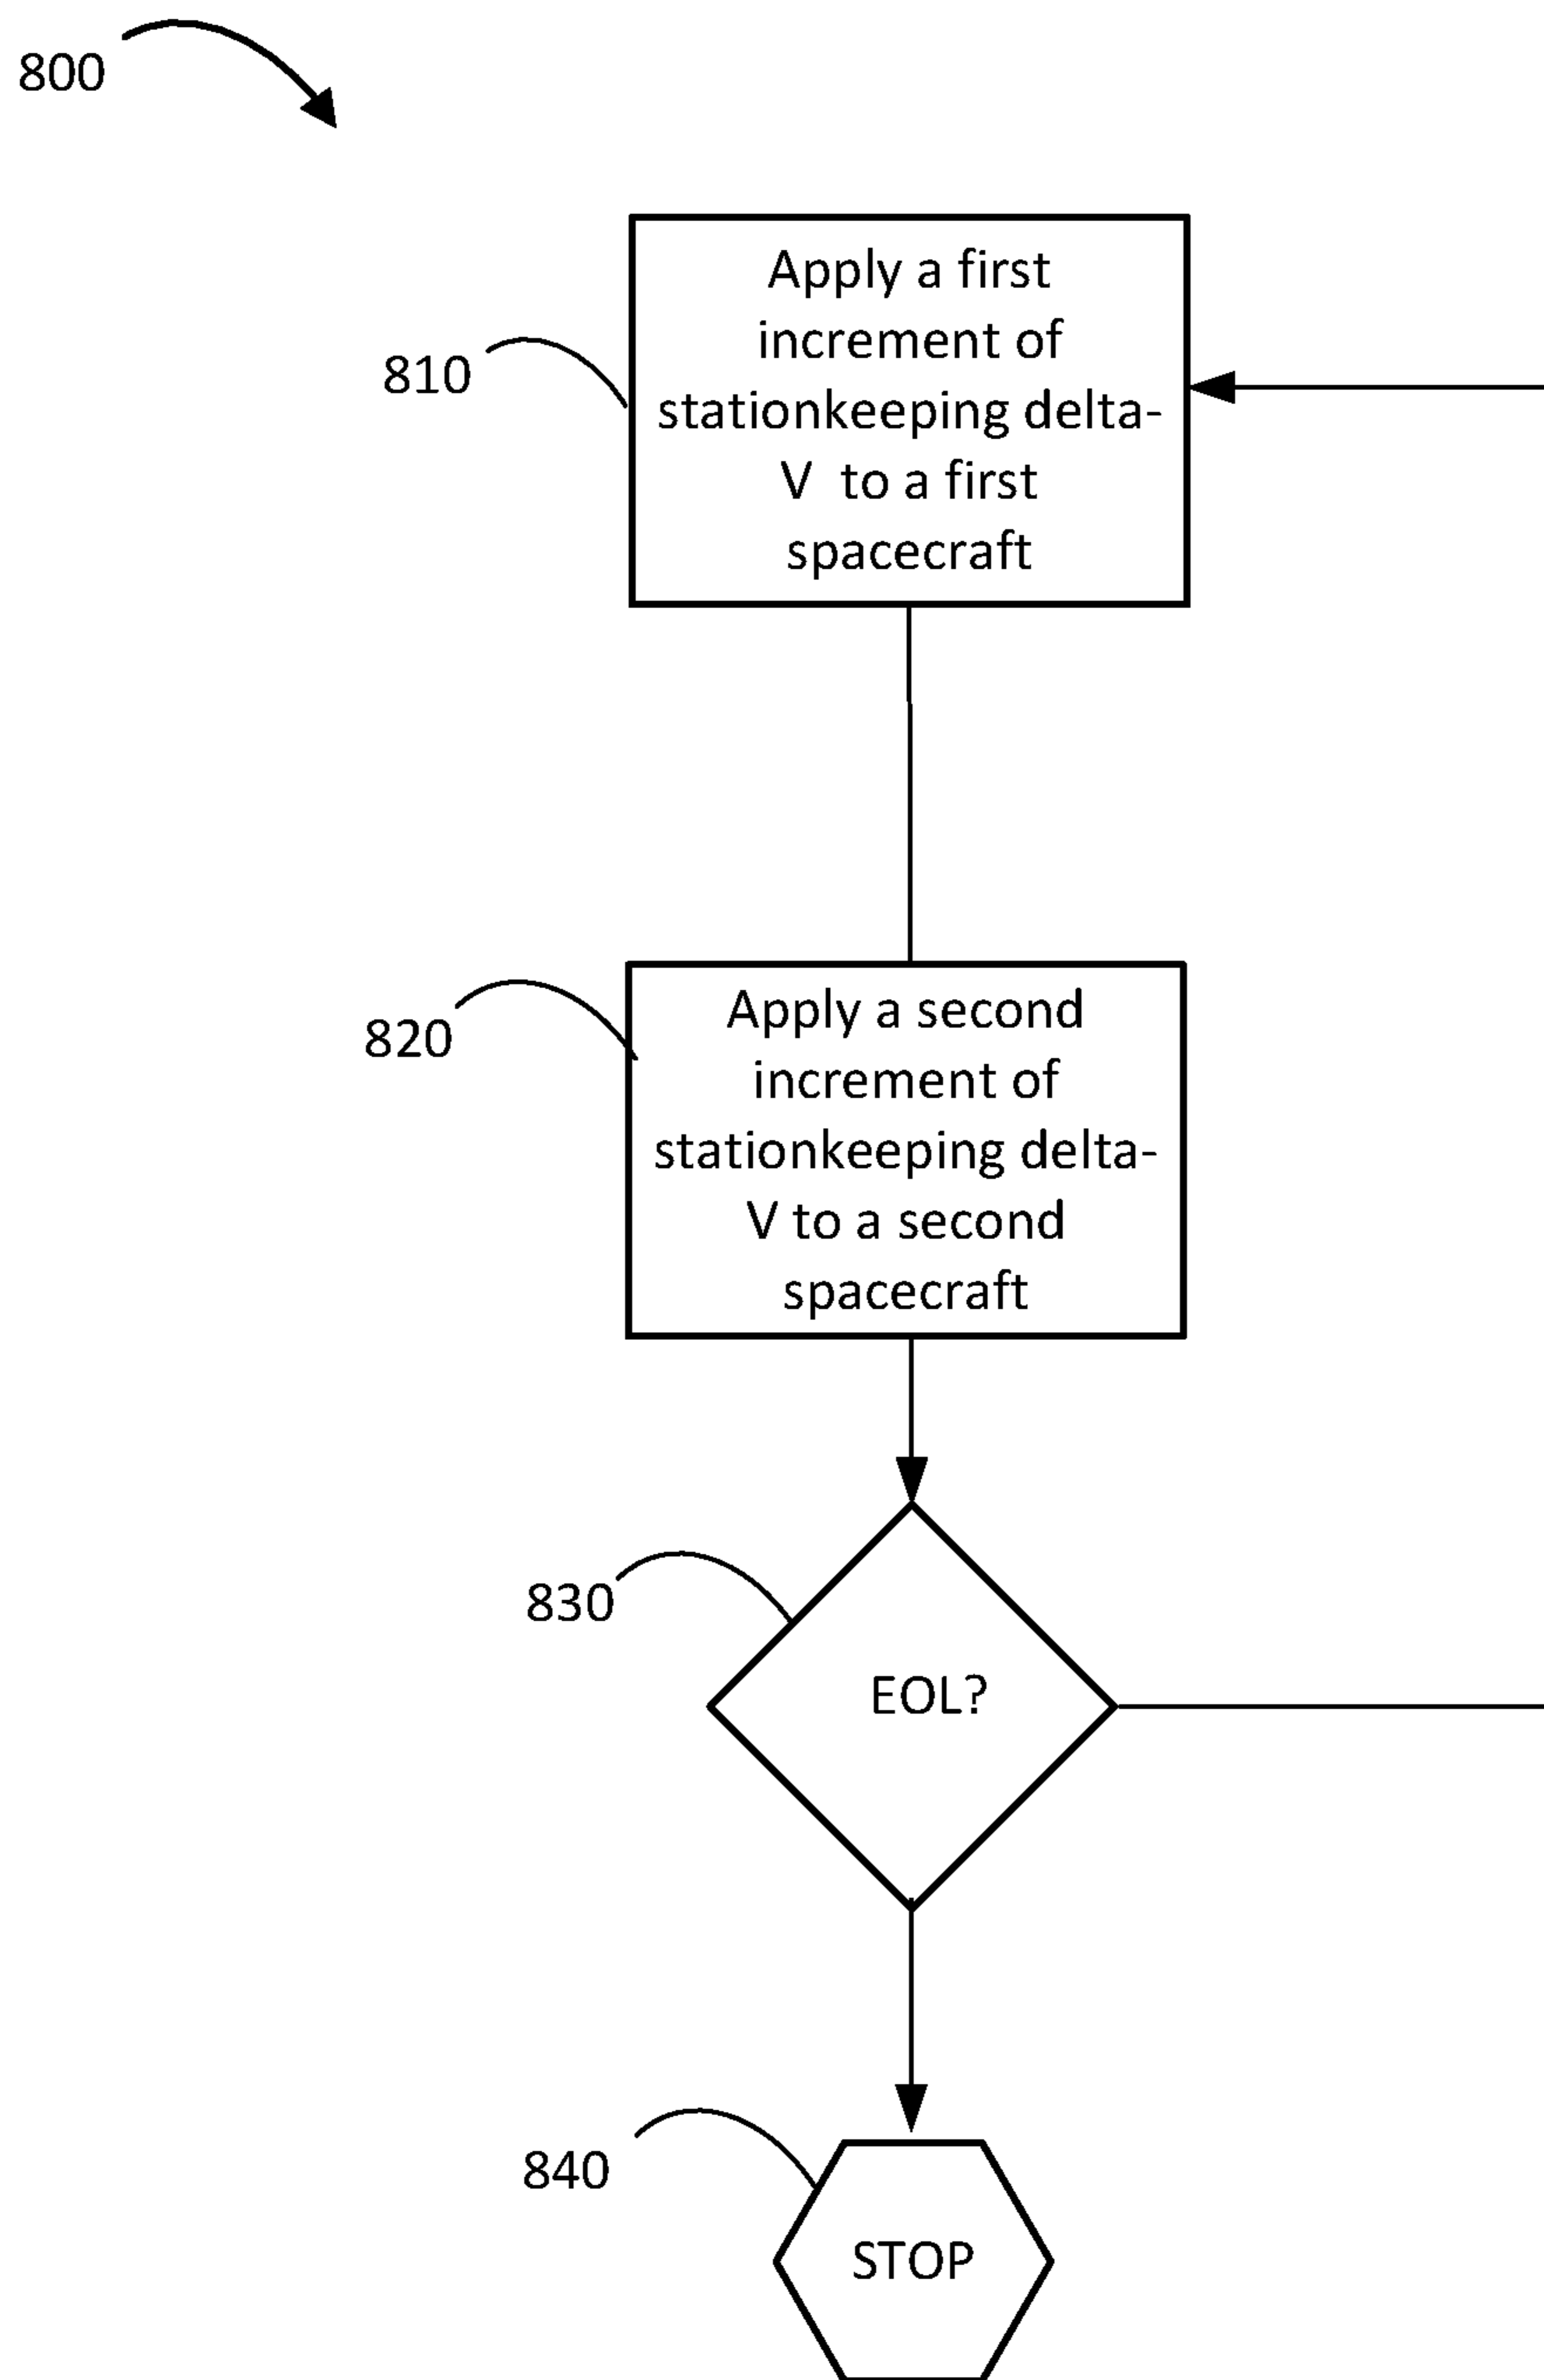 800
810
Apply a first
increment of
stationkeeping delta-
V to a first
spacecraft
820
Apply a second
increment of
stationkeeping delta-
V to a second
spacecraft
830
EOL?
840
STOP